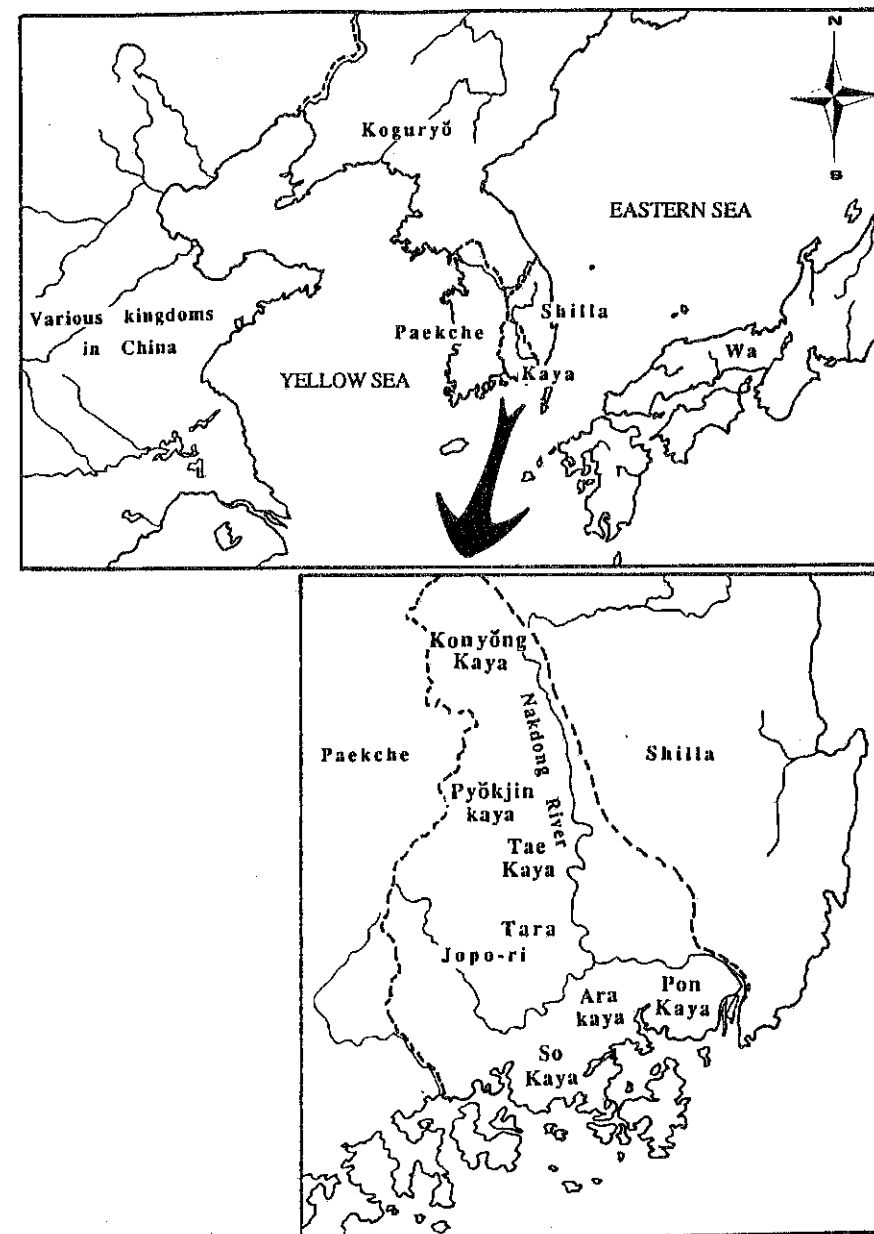 N
S
Koguryŏ
EASTERN SEA
Various kingdoms
in China
Paekche
Shilla
Wa
YELLOW SEA
Kaya
Konyŏng
Kaya
Nakdong River
Paekche
Shilla
Pyŏkjin
kaya
Tae
Kaya
Tara
Jopo-ri
Ara
kaya
Pon
Kaya
So
Kaya